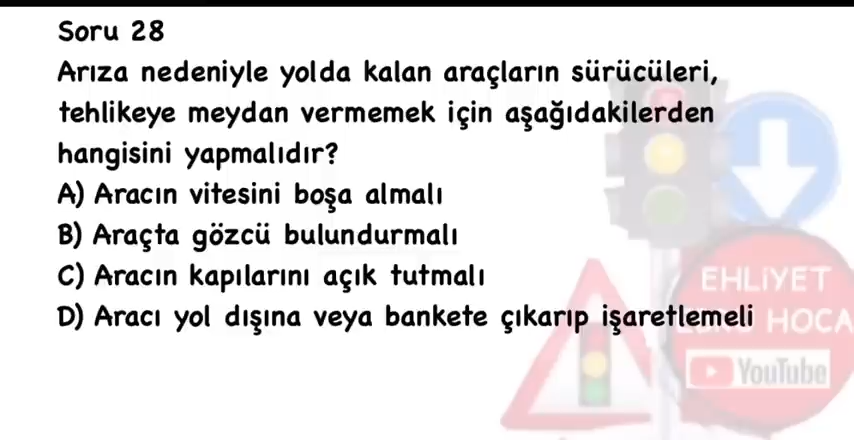 Soru 28
Arıza nedeniyle yolda kalan araçların sürücüleri,
tehlikeye meydan vermemek için aşağıdakilerden
hangisini yapmalıdır?
A) Aracın vitesini boşa almalı
B) Araçta gözcü bulundurmalı
C) Aracın kapılarını açık tutmalı
D) Aracı yol dışına veya bankete çıkarıp işaretlemeli
EHLİYET
HOCA
YouTube